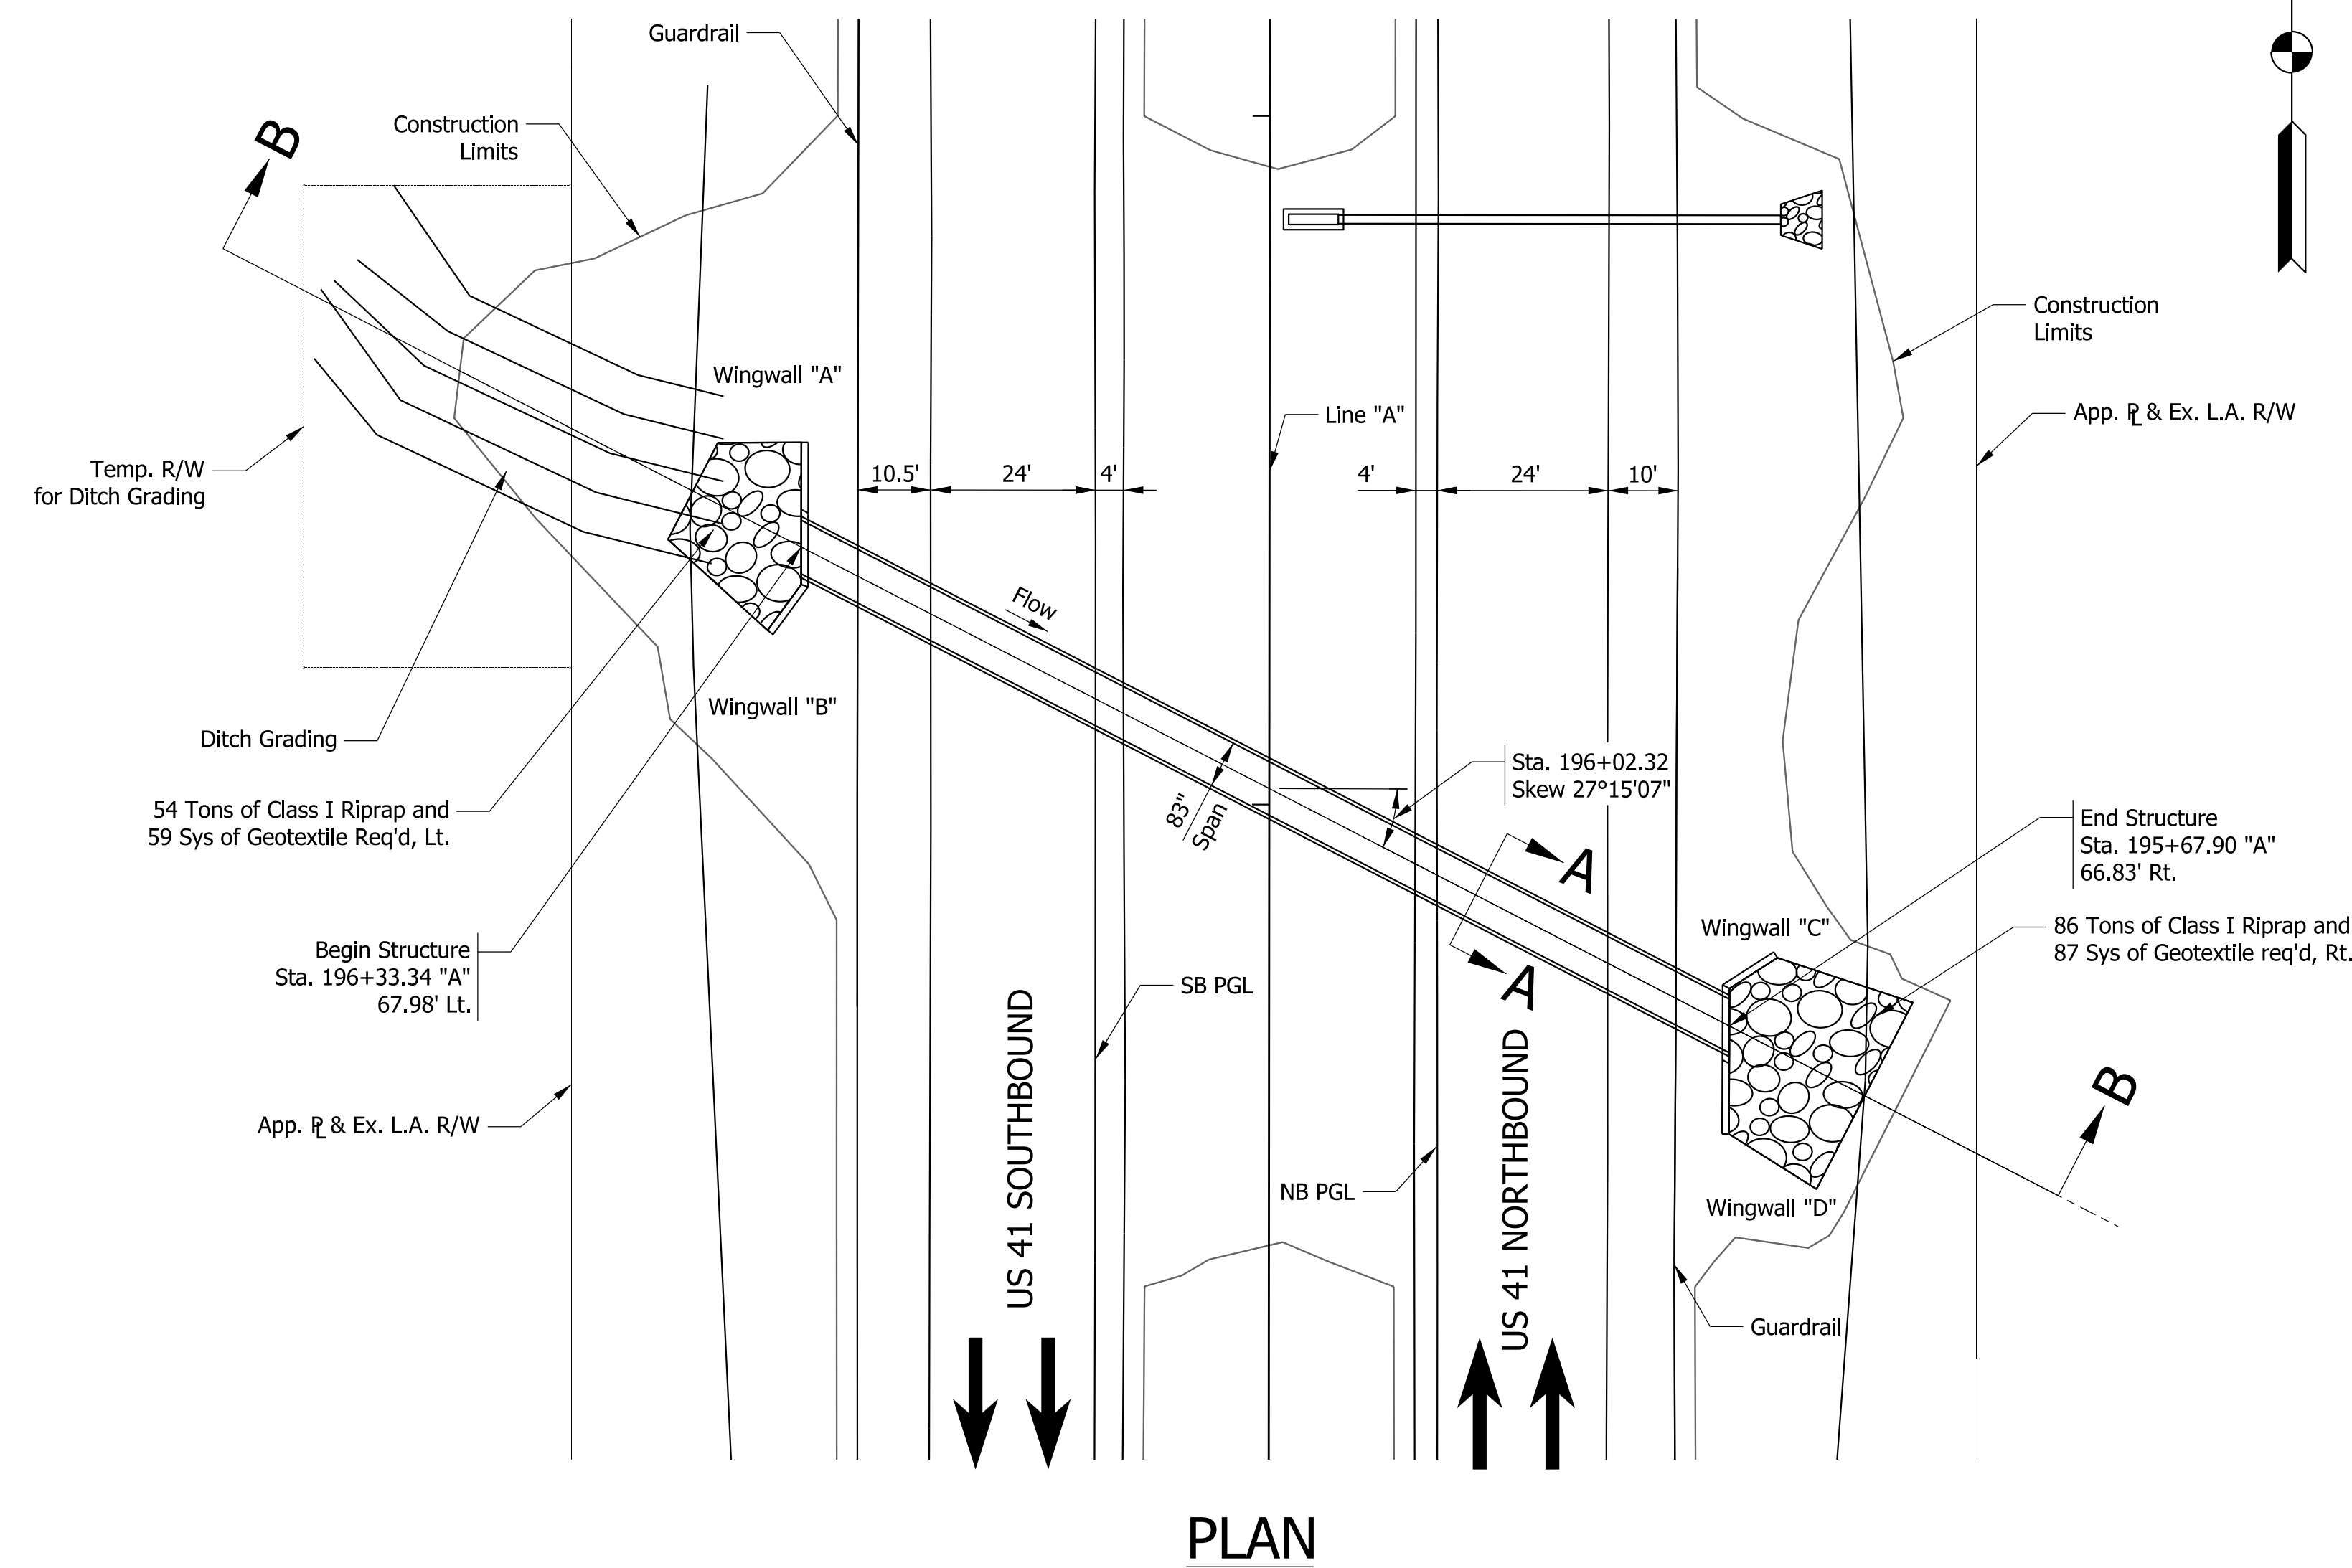 Guardrail
B
Construction
Limits
Construction
Limits
Wingwall "A"
Line "A"
App. PL & Ex. L.A. R/W
Temp. R/W
for Ditch Grading
10.5'
24'
4'
4'
24'
10'
Flow
Wingwall "B"
Ditch Grading
83"
Span
Sta. 196+02.32
Skew 27°15'07"
54 Tons of Class I Riprap and
59 Sys of Geotextile Req'd, Lt.
A
End Structure
Sta. 195+67.90 "A"
66.83' Rt.
Wingwall "C"
86 Tons of Class I Riprap and
87 Sys of Geotextile req'd, Rt.
Begin Structure
Sta. 196+33.34 "A"
67.98' Lt.
SB PGL
A
US 41 SOUTHBOUND
US 41 NORTHBOUND
B
App. PL & Ex. L.A. R/W
NB PGL
Wingwall "D"
Guardrail
PLAN